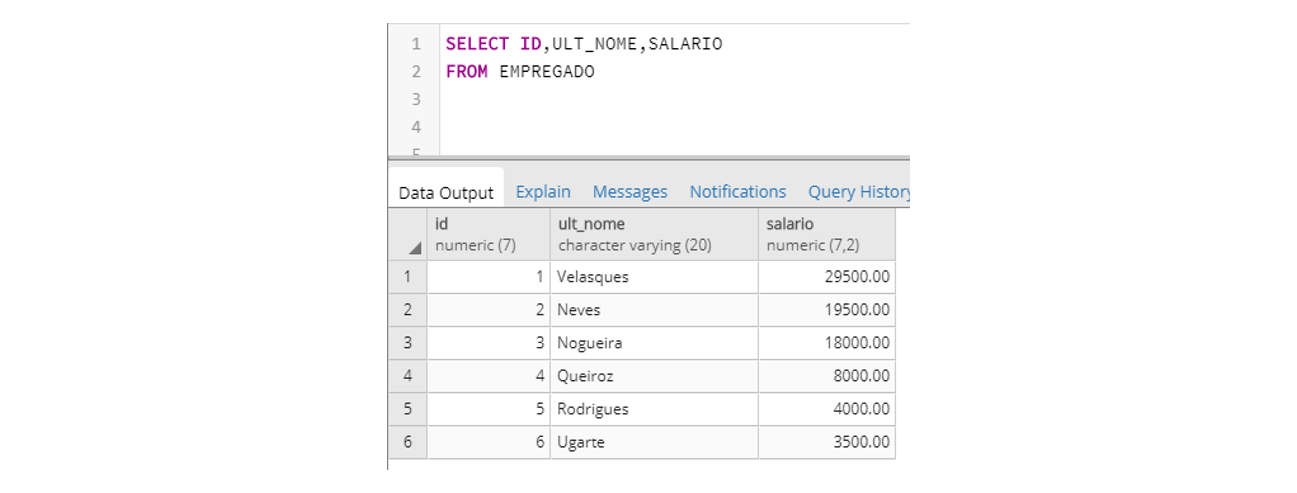 1 SELECT ID,ULT_NOME,SALARIO
2 FROM EMPREGADO
3
4
5
Data Output Explain Messages Notifications Query History
id ult_nome salario
numeric (7) character varying (20) numeric (7,2)
1 1 Velasques 29500.00
2 2 Neves 19500.00
3 3 Nogueira 18000.00
4 4 Queiroz 8000.00
5 5 Rodrigues 4000.00
6 6 Ugarte 3500.00